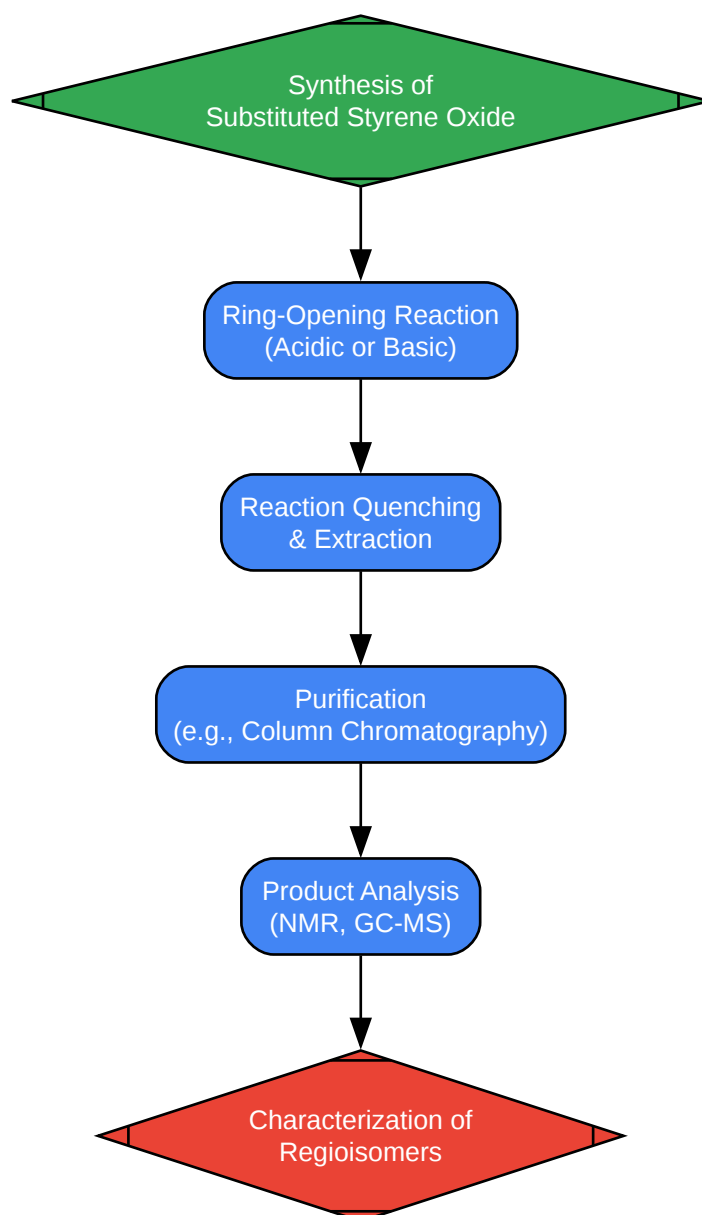 Synthesis of
Substituted Styrene Oxide
Ring-Opening Reaction
(Acidic or Basic)
Reaction Quenching
& Extraction
Purification
(e.g., Column Chromatography)
Product Analysis
(NMR, GC-MS)
Characterization of
Regioisomers